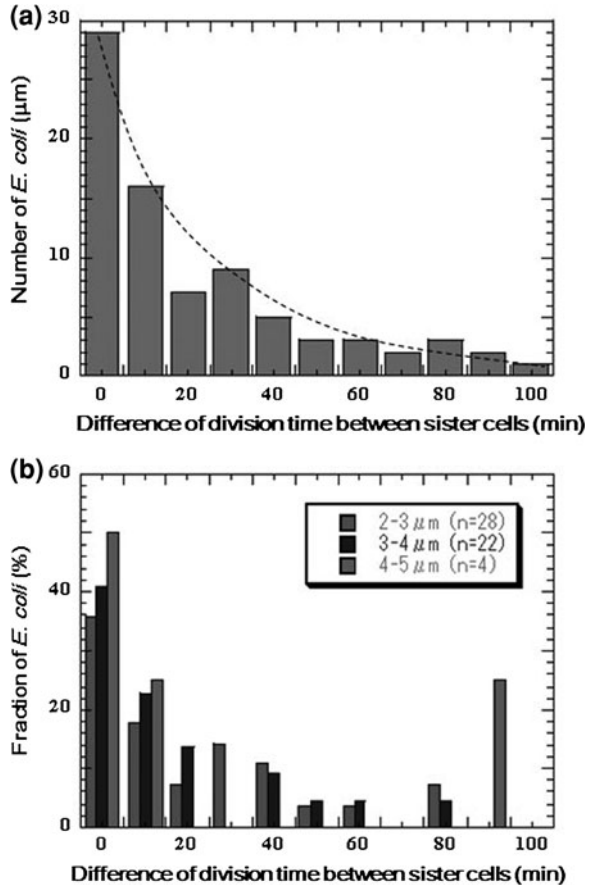 (a)
30
20
10
0
Number of E. coli (μm)
0 20 40 60 80 100
Difference of division time between sister cells (min)
(b)
60
40
20
0
Fraction of E. coli (%)
2-3 μm (n=28)
3-4 μm (n=22)
4-5 μm (n=4)
0 20 40 60 80 100
Difference of division time between sister cells (min)